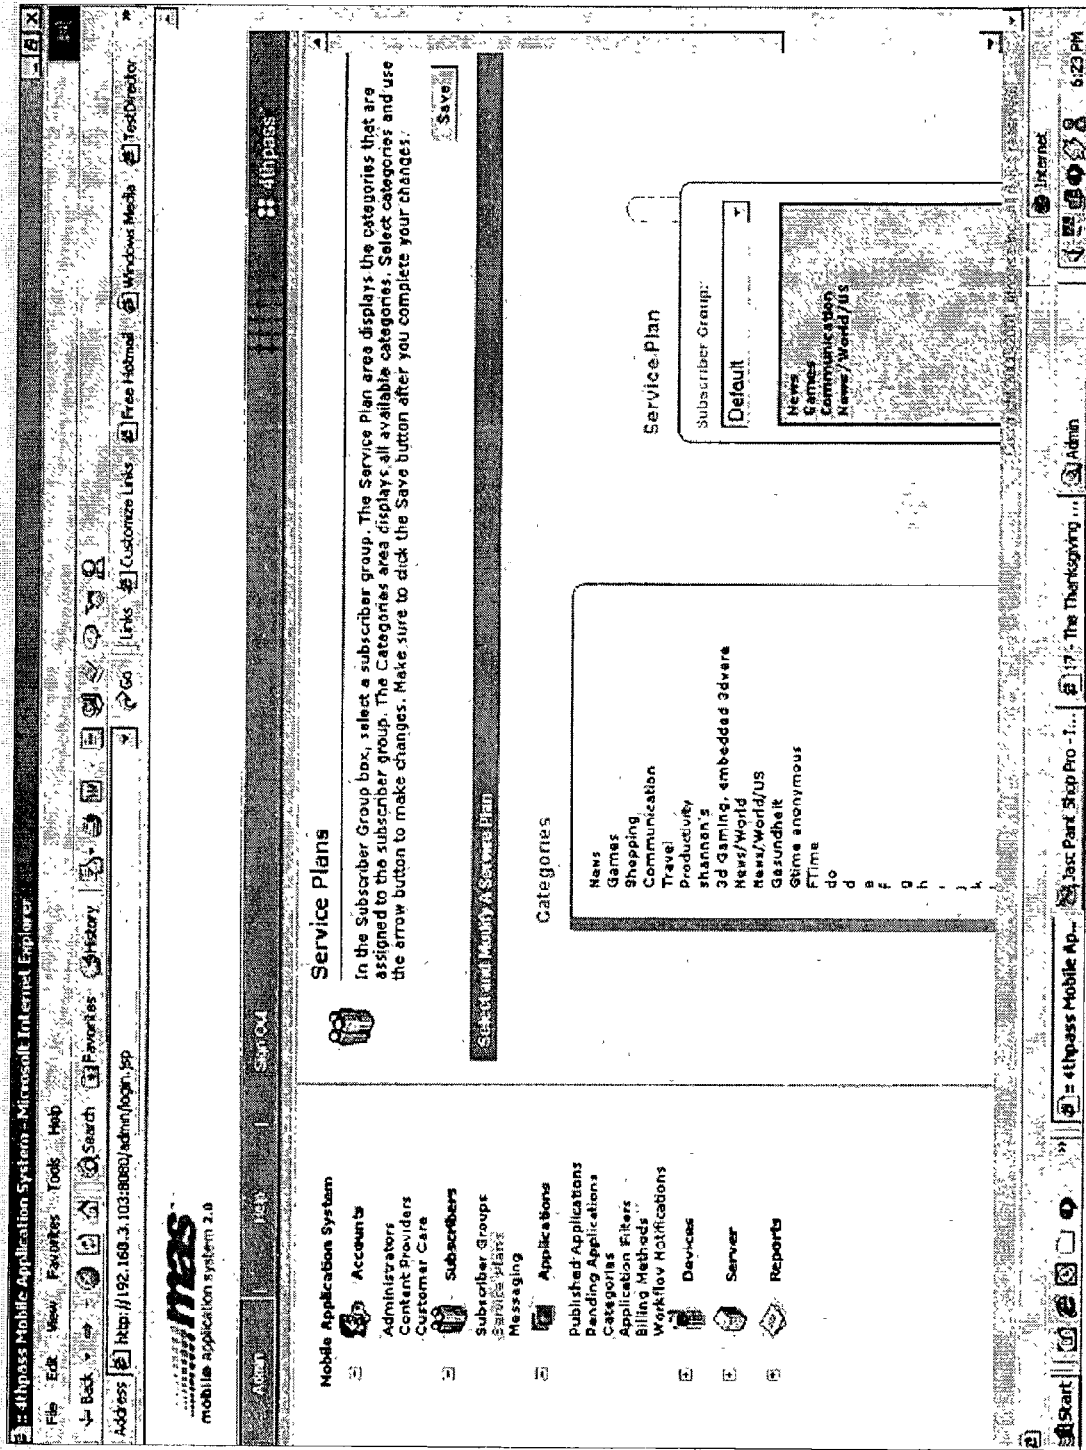 4thpass Mobile Application System - Microsoft Internet Explorer
File Edit View Favorites Tools Help
Back Search Favorites History
Address http://192.168.3.103:8080/admin/login.jsp Go Links Customize Links Free Hotmail Windows Media TestDirector
mas
mobile application system 2.0
Admin | Help | Sign Out 4thpass
Mobile Application System
Accounts
Administrators
Content Providers
Customer Care
Subscribers
Subscriber Groups
Service Plans
Messaging
Applications
Published Applications
Pending Applications
Categories
Application Filters
Billing Methods
Workflow Notifications
Devices
Server
Reports
Service Plans
In the Subscriber Group box, select a subscriber group. The Service Plan area displays the categories that are
assigned to the subscriber group. The Categories area displays all available categories. Select categories and use
the arrow button to make changes. Make sure to click the Save button after you complete your changes.
Save
Select and Modify A Service Plan
Categories
News
Games
Shopping
Communication
Travel
Productivity
shannan's
3d Gaming, embedded 3dware
News/World
News/World/US
Gesundheit
Gtime anonymous
FTime
do
d
e
f
g
h
i
j
k
Service Plan
Subscriber Group:
Default
News
Games
Communication
News/World/US
Internet
Start = 4thpass Mobile Ap... Jasc Paint Shop Pro - I... 17 - The Thanksgiving ... Admin 6:23 PM